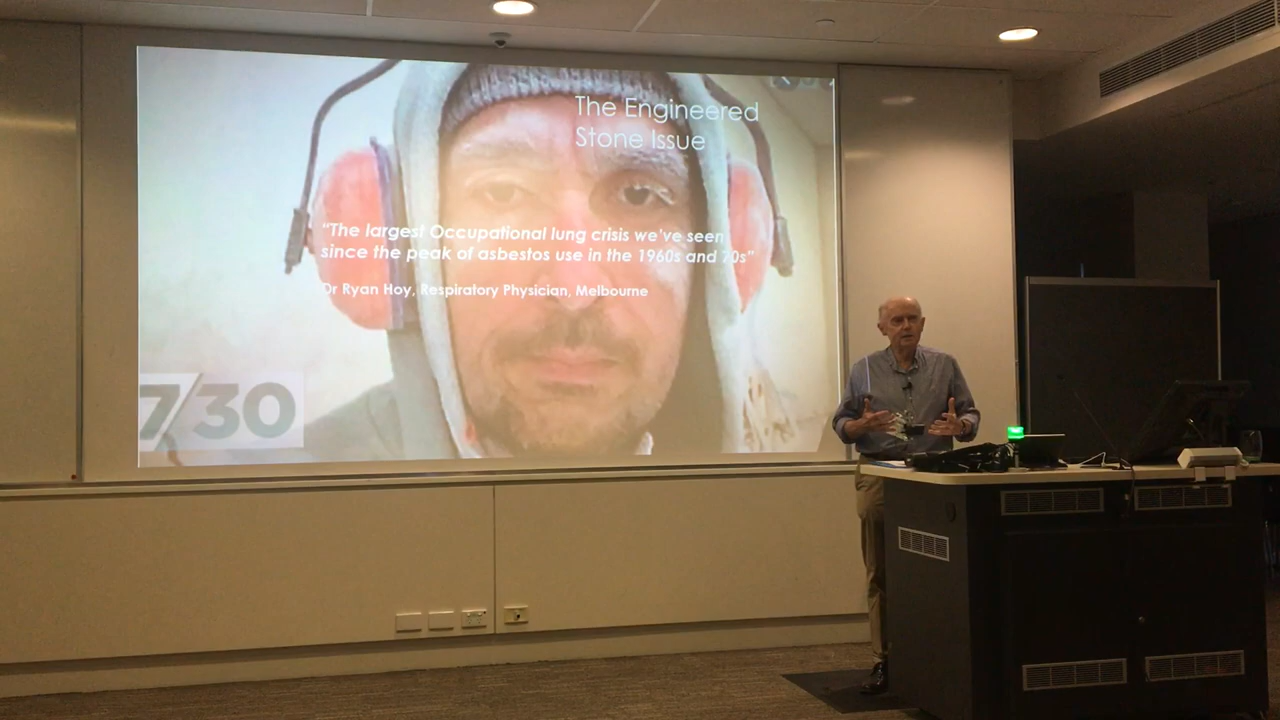 The Engineered
Stone Issue
"The largest Occupational lung crisis we've seen
since the peak of asbestos use in the 1960s and 70s"
Dr Ryan Hoy, Respiratory Physician, Melbourne
7/30